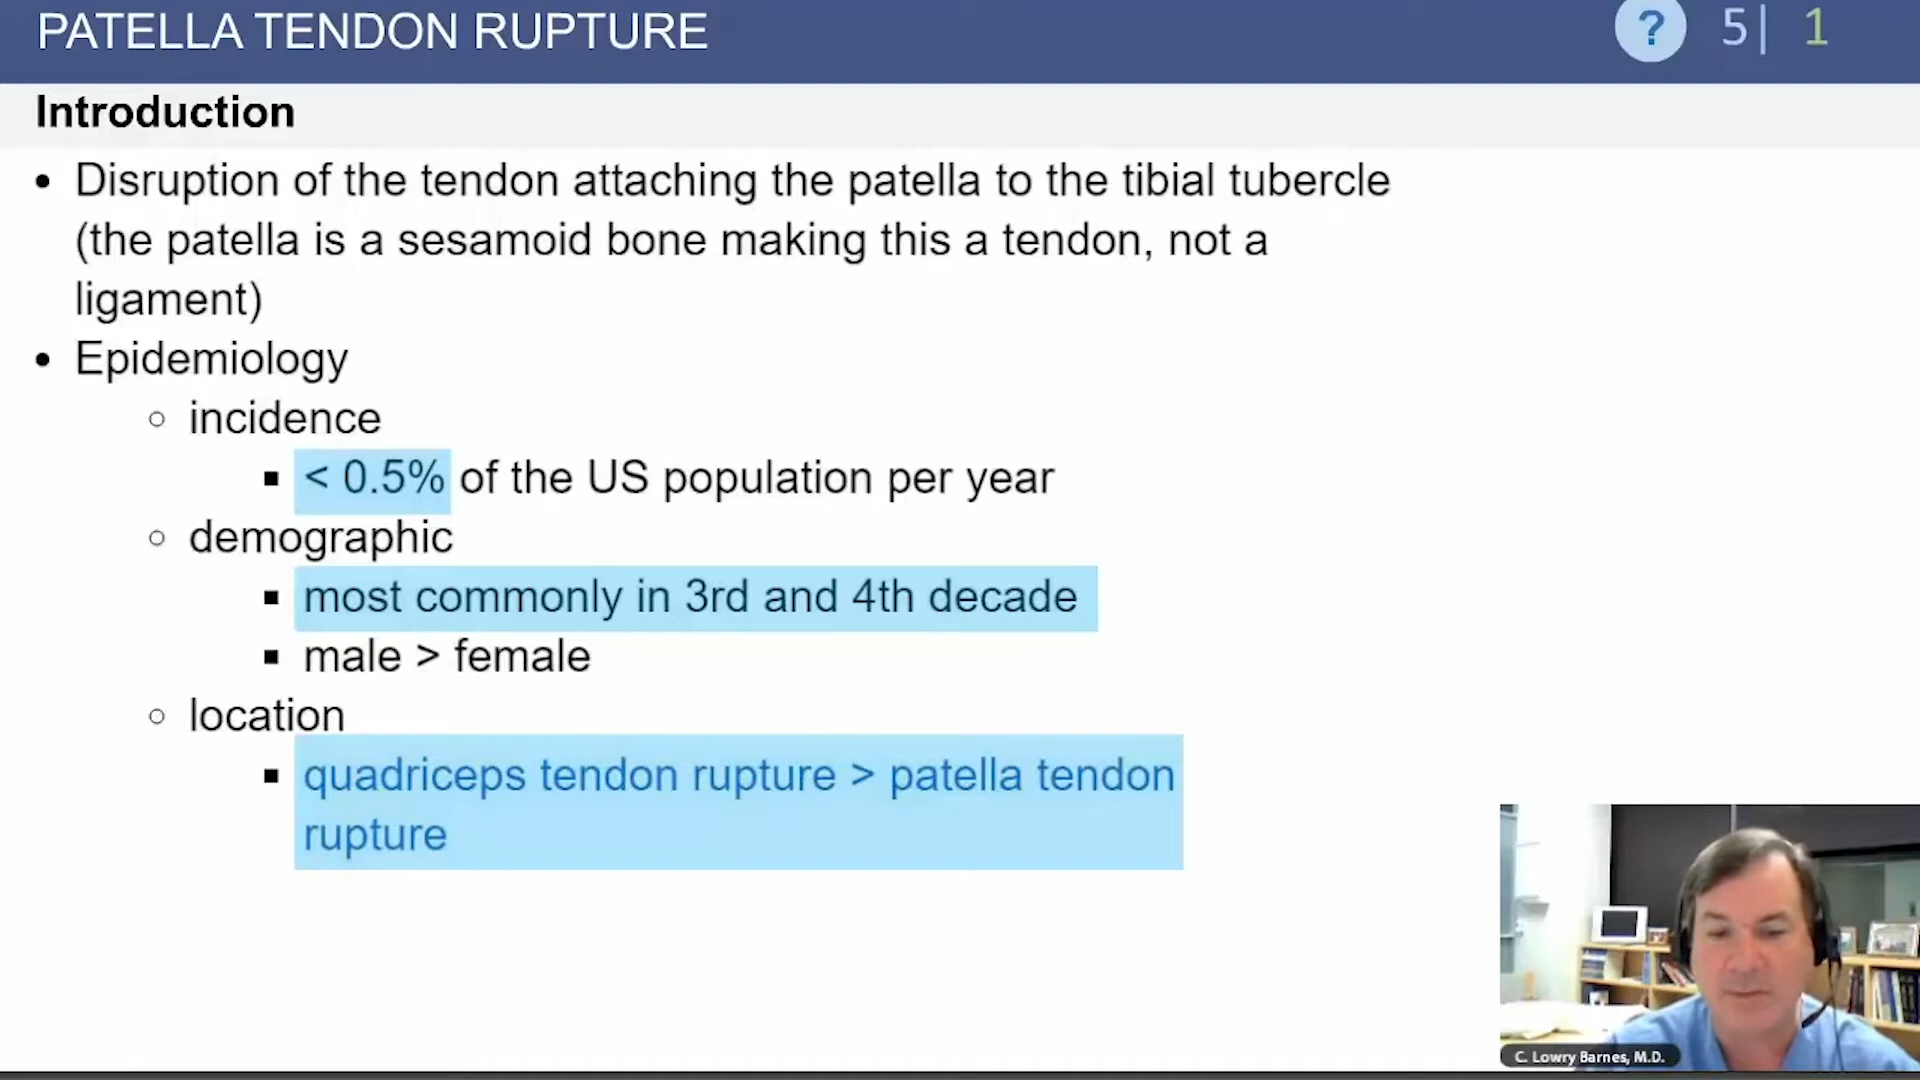 PATELLA TENDON RUPTURE
? 5| 1
Introduction
• Disruption of the tendon attaching the patella to the tibial tubercle
(the patella is a sesamoid bone making this a tendon, not a
ligament)
• Epidemiology
○ incidence
▪ < 0.5% of the US population per year
○ demographic
▪ most commonly in 3rd and 4th decade
▪ male > female
○ location
▪ quadriceps tendon rupture > patella tendon
rupture
C. Lowry Barnes, M.D.